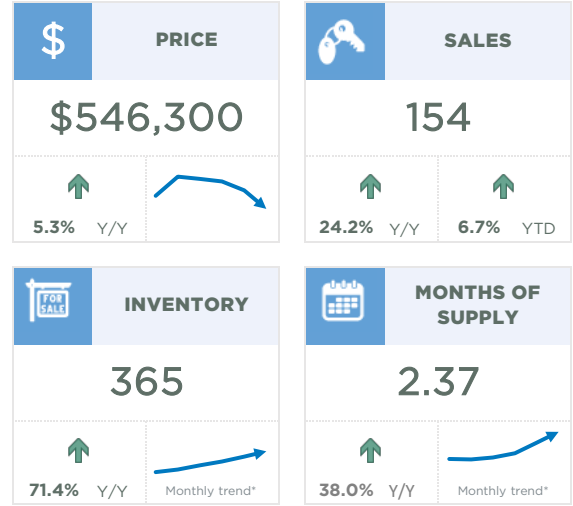 $
PRICE
$546,300
5.3% Y/Y
SALES
154
24.2% Y/Y 6.7% YTD
FOR
SALE
INVENTORY
365
71.4% Y/Y Monthly trend*
MONTHS OF
SUPPLY
2.37
38.0% Y/Y Monthly trend*